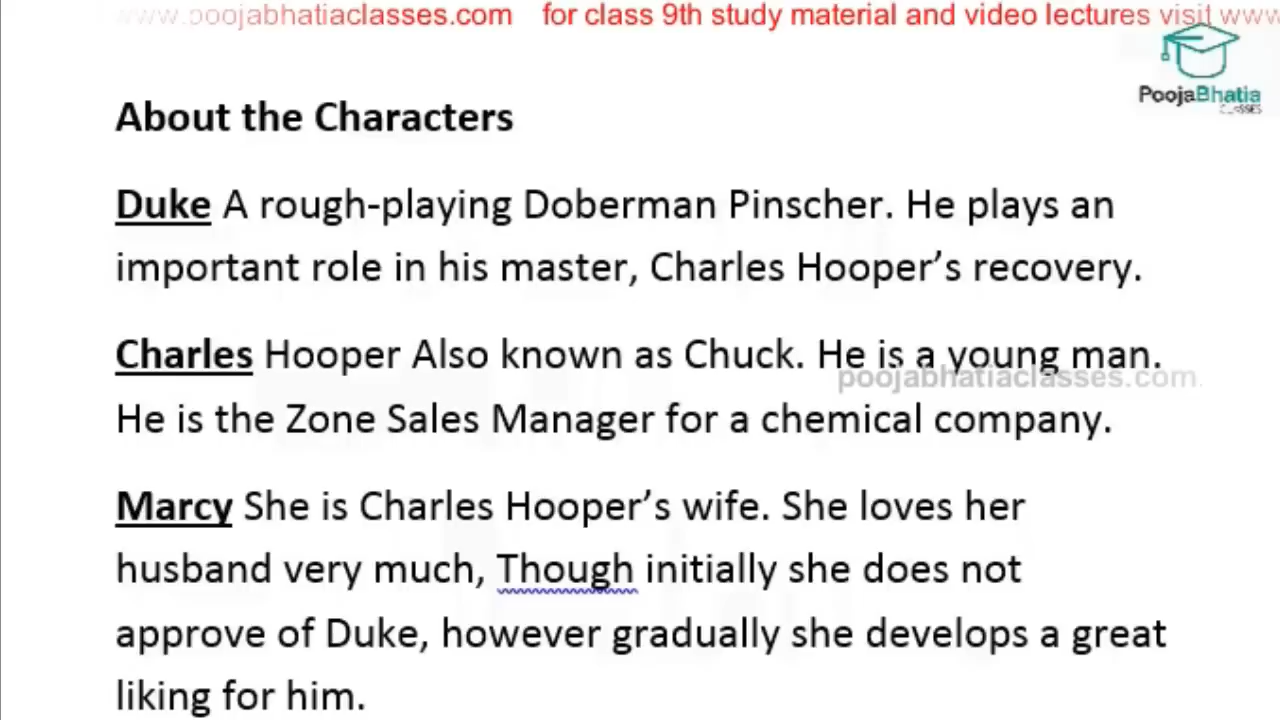 www.poojabhatiaclasses.com for class 9th study material and video lectures visit www
PoojaBhatia
CLASSES
About the Characters
Duke A rough-playing Doberman Pinscher. He plays an
important role in his master, Charles Hooper’s recovery.
Charles Hooper Also known as Chuck. He is a young man.
poojabhatiaclasses.com
He is the Zone Sales Manager for a chemical company.
Marcy She is Charles Hooper’s wife. She loves her
husband very much, Though initially she does not
approve of Duke, however gradually she develops a great
liking for him.